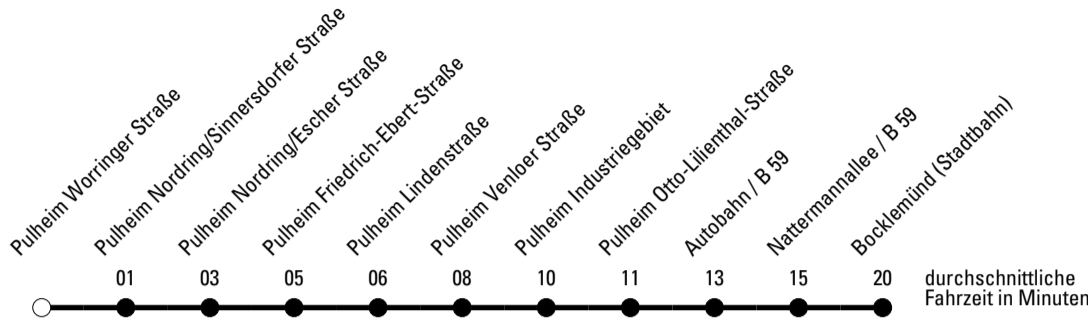 Pulheim Worringer Straße
Pulheim Nordring/Sinnersdorfer Straße
Pulheim Nordring/Escher Straße
Pulheim Friedrich-Ebert-Straße
Pulheim Lindenstraße
Pulheim Venloer Straße
Pulheim Industriegebiet
Pulheim Otto-Lilienthal-Straße
Autobahn / B 59
Nattermannallee / B 59
Bocklemünd (Stadtbahn)
01 03 05 06 08 10 11 13 15 20
durchschnittliche
Fahrzeit in Minuten